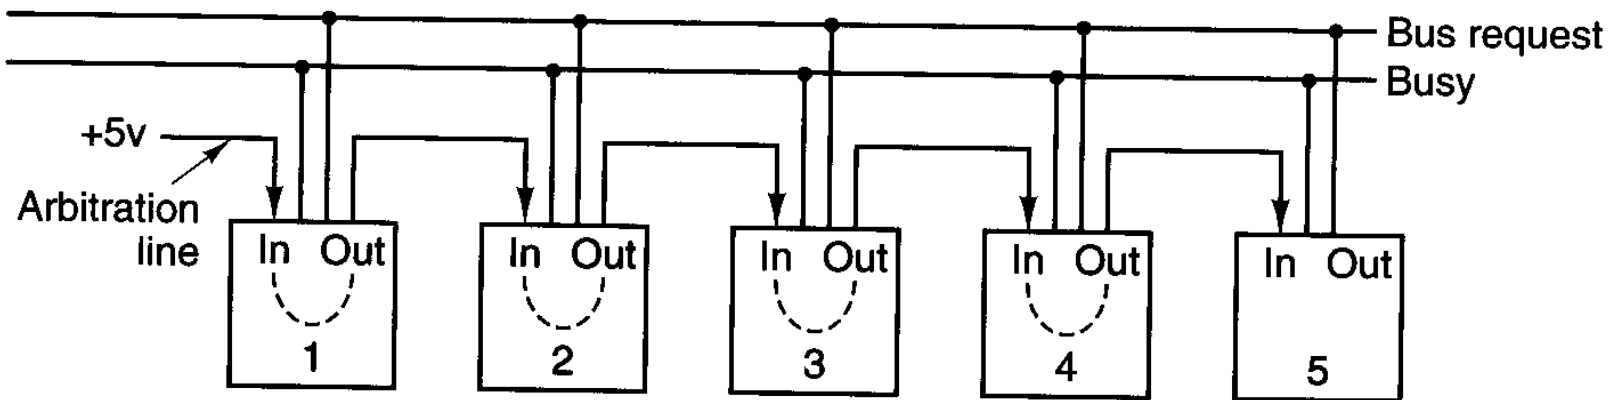 Bus request
Busy
+5v
Arbitration
line
In Out
In Out
In Out
In Out
In Out
1
2
3
4
5